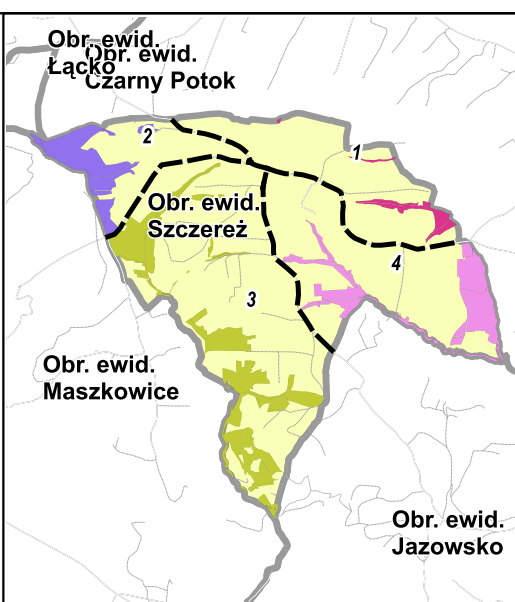 Obr. ewid.
Łącko
Obr. ewid.
Czarny Potok
2
1
Obr. ewid.
Szczereż
4
3
Obr. ewid.
Maszkowice
Obr. ewid.
Jazowsko